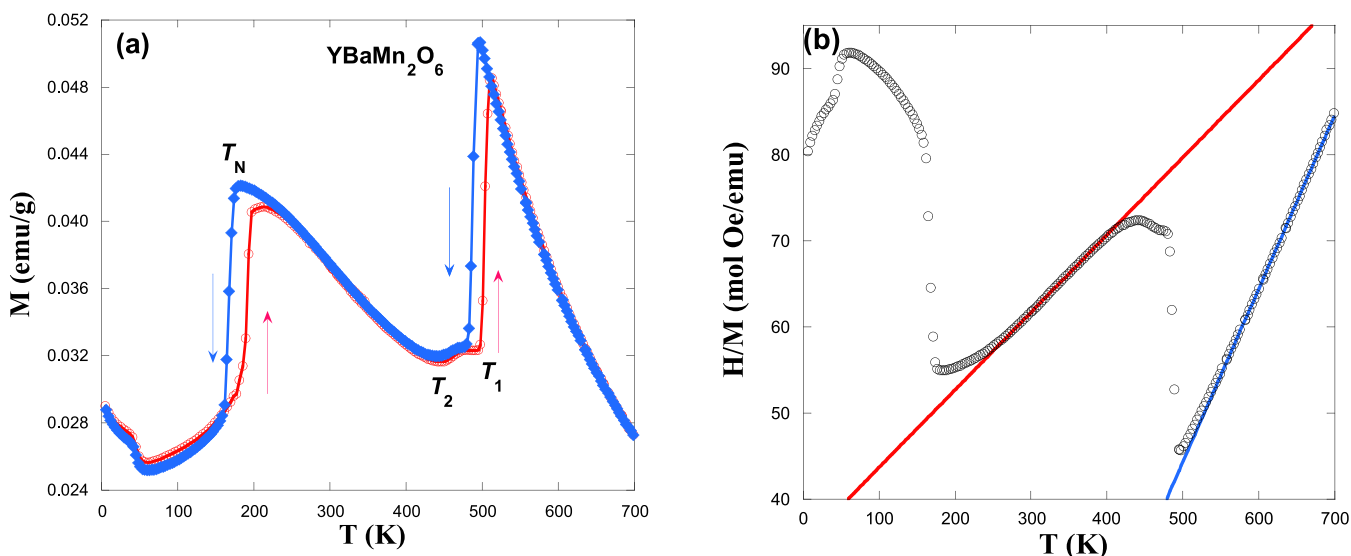 (a)
YBaMn2O6
TN
T2
T1
M (emu/g)
0.052
0.048
0.044
0.040
0.036
0.032
0.028
0.024
0 100 200 300 400 500 600 700
T (K)
(b)
H/M (mol Oe/emu)
90
80
70
60
50
40
0 100 200 300 400 500 600 700
T (K)